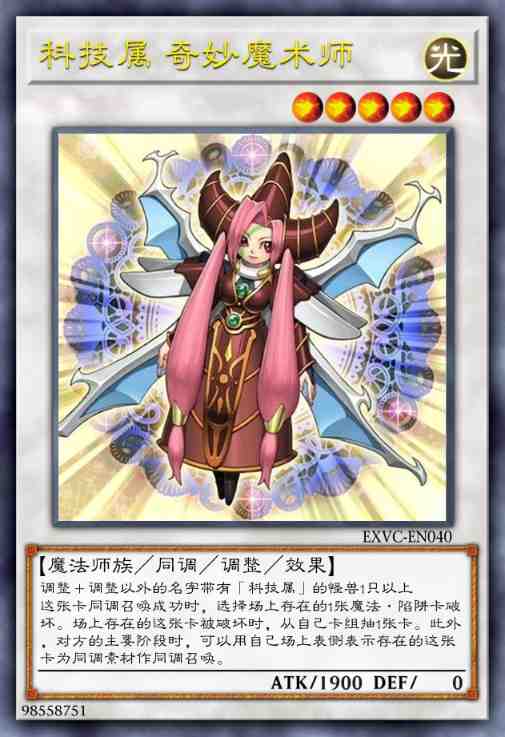 科技属 奇妙魔术师
光
EXVC-EN040
【魔法师族／同调／调整／效果】
调整＋调整以外的名字带有「科技属」的怪兽1只以上
这张卡同调召唤成功时，选择场上存在的1张魔法·陷阱卡破
坏。场上存在的这张卡被破坏时，从自己卡组抽1张卡。此外
，对方的主要阶段时，可以用自己场上表侧表示存在的这张
卡为同调素材作同调召唤。
ATK/1900 DEF/ 0
98558751